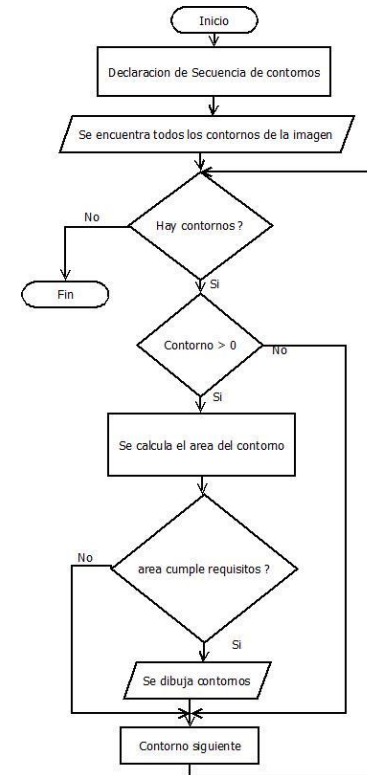 Inicio
Declaracion de Secuencia de contornos
Se encuentra todos los contornos de la imagen
Hay contornos ?
No
Si
Fin
Contorno > 0
No
Si
Se calcula el area del contorno
area cumple requisitos ?
No
Si
Se dibuja contornos
Contorno siguiente